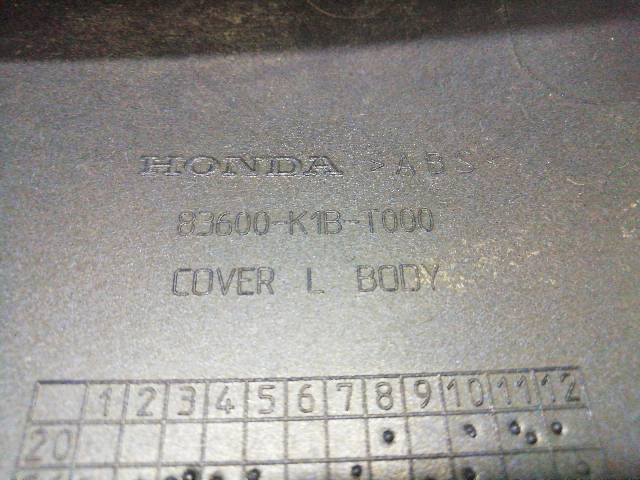 HONDA >ABS
83600-K1B-T000
COVER L BODY
1 2 3 4 5 6 7 8 9 10 11 12
20